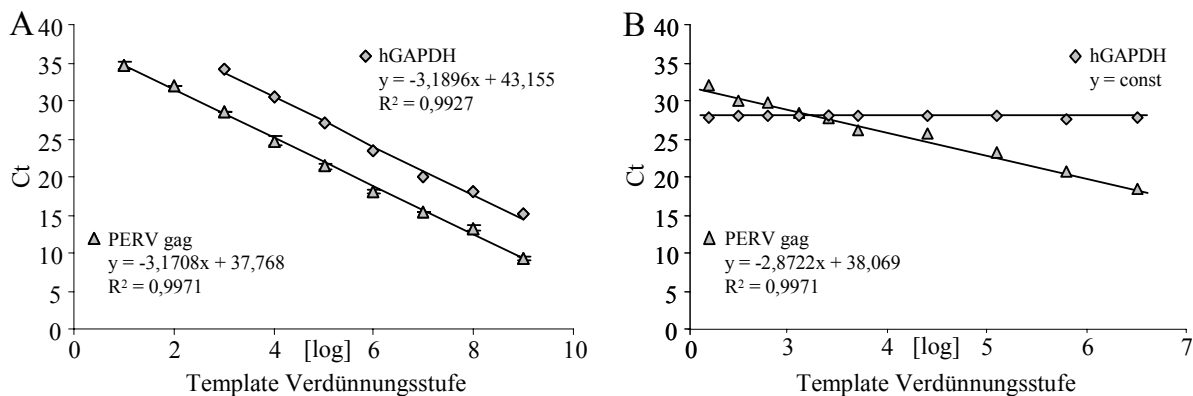 A
40
35
30
25
20
15
10
5
0
Ct
hGAPDH
y = -3,1896x + 43,155
R² = 0,9927
PERV gag
y = -3,1708x + 37,768
R² = 0,9971
0 2 4 [log] 6 8 10
Template Verdünnungsstufe
B
40
35
30
25
20
15
10
5
0
Ct
hGAPDH
y = const
PERV gag
y = -2,8722x + 38,069
R² = 0,9971
0 3 4 [log] 5 6 7
Template Verdünnungsstufe